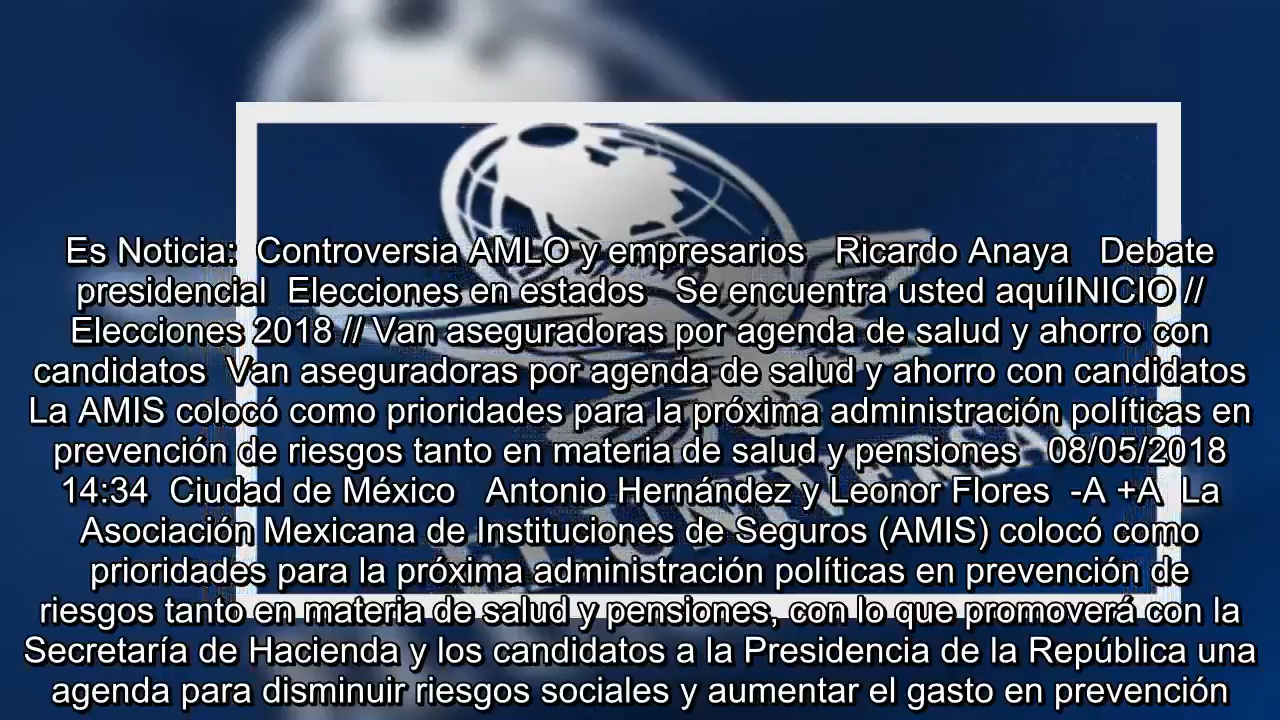 Es Noticia: Controversia AMLO y empresarios Ricardo Anaya Debate
presidencial Elecciones en estados Se encuentra usted aquíINICIO //
Elecciones 2018 // Van aseguradoras por agenda de salud y ahorro con
candidatos Van aseguradoras por agenda de salud y ahorro con candidatos
La AMIS colocó como prioridades para la próxima administración políticas en
prevención de riesgos tanto en materia de salud y pensiones 08/05/2018
14:34 Ciudad de México Antonio Hernández y Leonor Flores -A +A La
Asociación Mexicana de Instituciones de Seguros (AMIS) colocó como
prioridades para la próxima administración políticas en prevención de
riesgos tanto en materia de salud y pensiones, con lo que promoverá con la
Secretaría de Hacienda y los candidatos a la Presidencia de la República una
agenda para disminuir riesgos sociales y aumentar el gasto en prevención